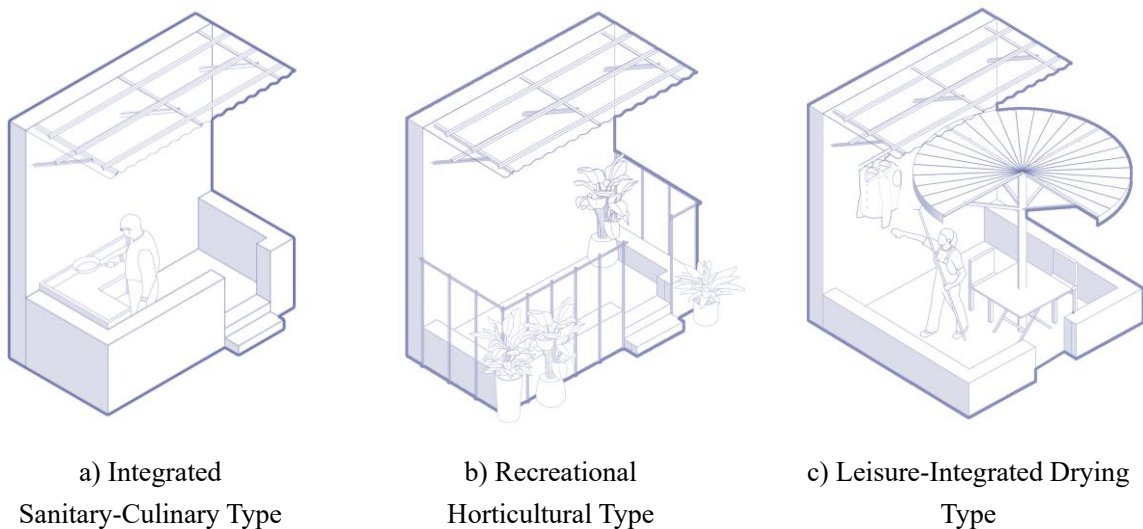 a) Integrated
Sanitary-Culinary Type
b) Recreational
Horticultural Type
c) Leisure-Integrated Drying
Type